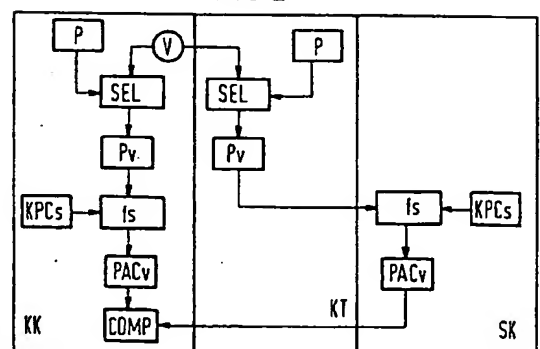 P V P
SEL SEL
Pv Pv
KPCs fs fs KPCs
PACv PACv
KK COMP KT SK